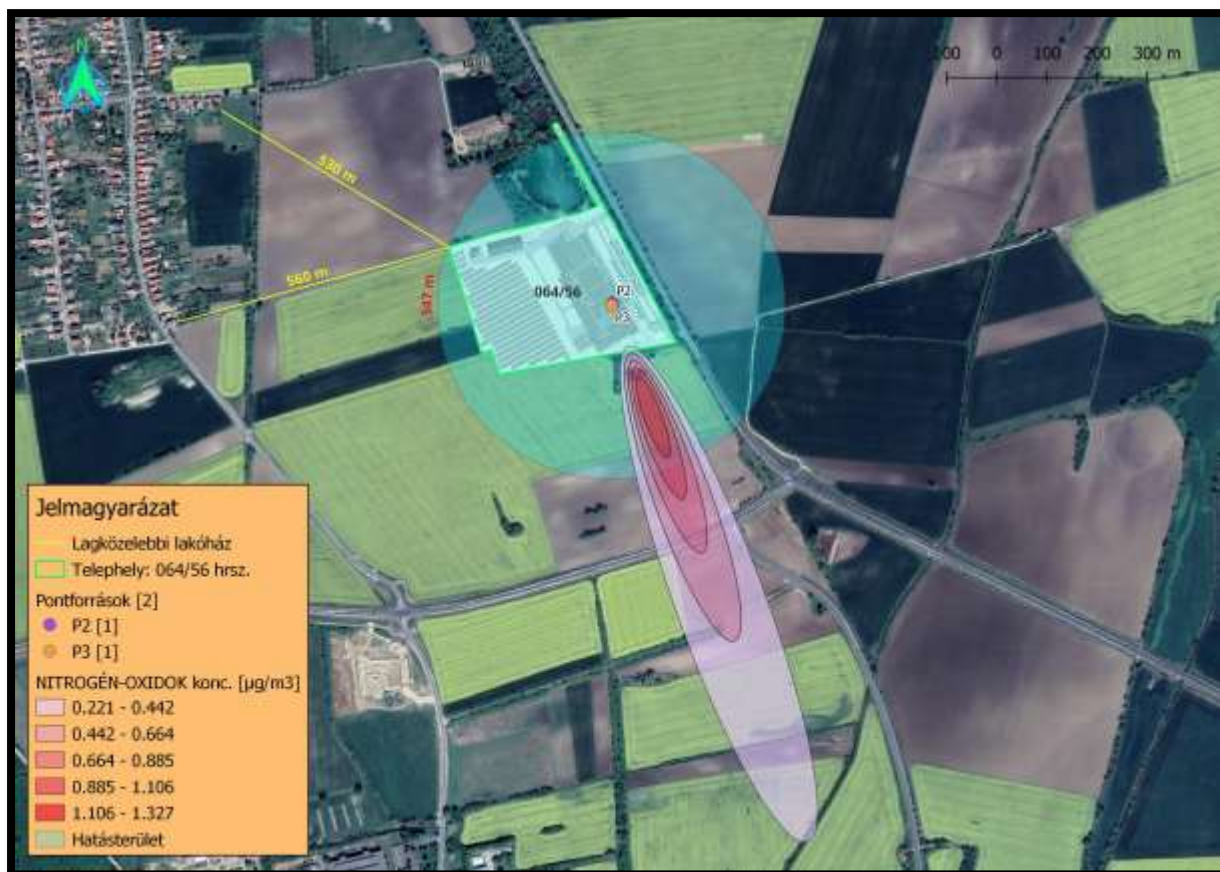 N
-100 0 100 200 300 m
530 m
560 m
347 m
064/56
P2
P3
Jelmagyarázat
Lagközelebbi lakóház
Telephely: 064/56 hrsz.
Pontforrások [2]
P2 [1]
P3 [1]
NITROGÉN-OXIDOK konc. [µg/m3]
0.221 - 0.442
0.442 - 0.664
0.664 - 0.885
0.885 - 1.106
1.106 - 1.327
Hatásterület